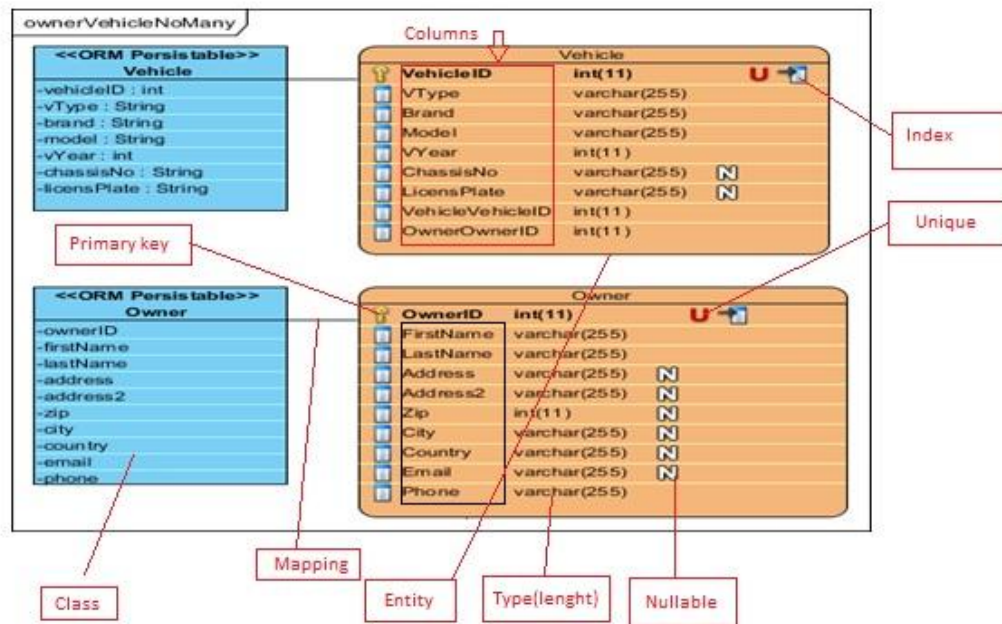 ownerVehicleNoMany
Columns
<<ORM Persistable>>
Vehicle
-vehicleID : int
-vType : String
-brand : String
-model : String
-vYear : int
-chassisNo : String
-licensPlate : String
Vehicle
VehicleID int(11) U
VType varchar(255)
Brand varchar(255)
Model varchar(255)
VYear int(11)
ChassisNo varchar(255) N
LicensPlate varchar(255) N
VehicleVehicleID int(11)
OwnerOwnerID int(11)
Index
Unique
Primary key
<<ORM Persistable>>
Owner
-ownerID
-firstName
-lastName
-address
-address2
-zip
-city
-country
-email
-phone
Owner
OwnerID int(11) U
FirstName varchar(255)
LastName varchar(255)
Address varchar(255) N
Address2 varchar(255) N
Zip int(11) N
City varchar(255) N
Country varchar(255) N
Email varchar(255) N
Phone varchar(255)
Mapping
Class
Entity
Type(lenght)
Nullable